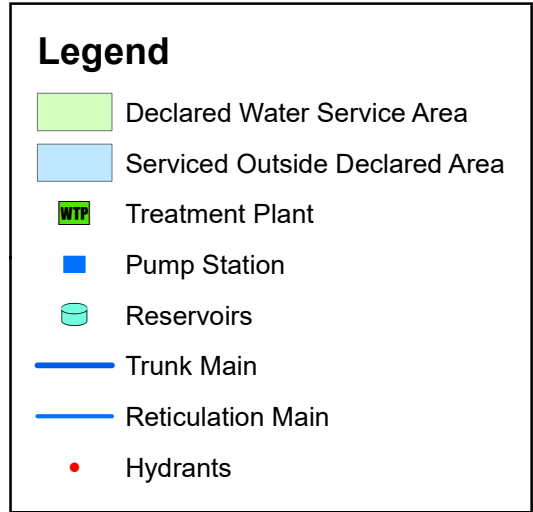 Legend
Declared Water Service Area
Serviced Outside Declared Area
WTP Treatment Plant
Pump Station
Reservoirs
Trunk Main
Reticulation Main
Hydrants